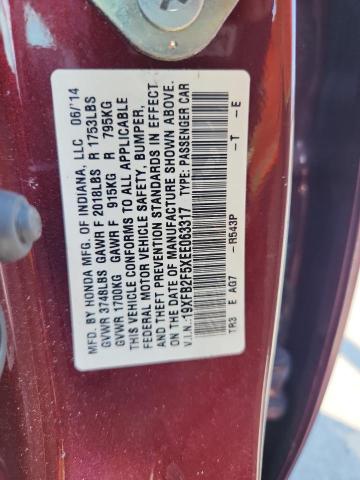 MFD. BY HONDA MFG. OF INDIANA, LLC 06/14
GVWR 3748LBS GAWR F 2018LBS R 1753LBS
GVWR 1700KG GAWR F 915KG R 795KG
THIS VEHICLE CONFORMS TO ALL APPLICABLE
FEDERAL MOTOR VEHICLE SAFETY, BUMPER,
AND THEFT PREVENTION STANDARDS IN EFFECT
ON THE DATE OF MANUFACTURE SHOWN ABOVE.
V.I.N.:19XFB2F5XEE063317 TYPE: PASSENGER CAR
TR3 E AG7 -R543P -T -E